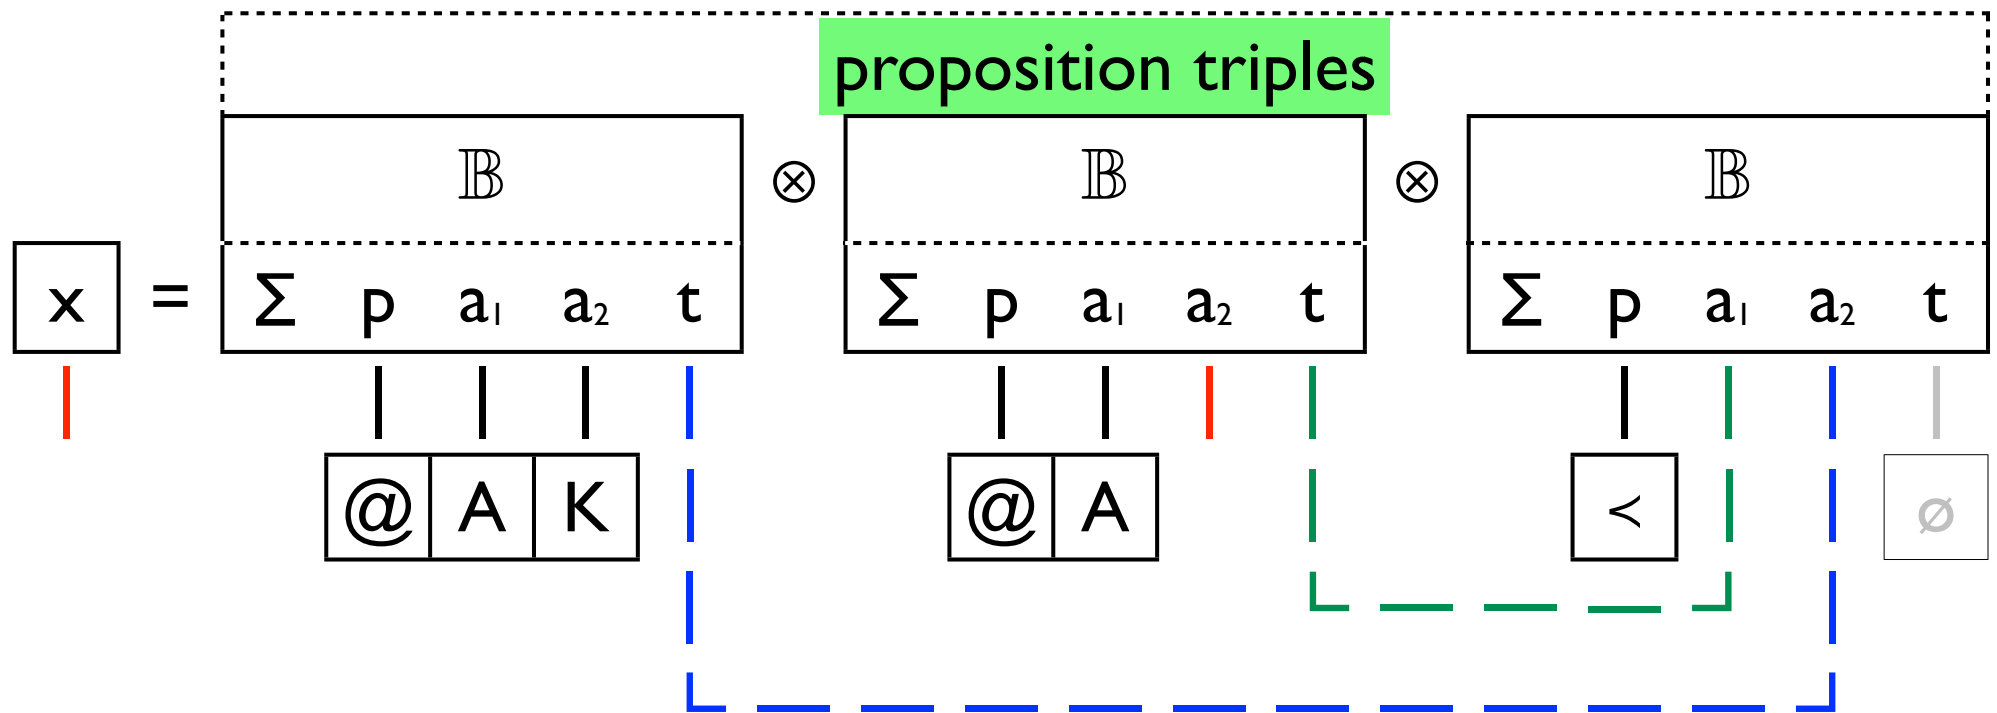 proposition triples
𝔹 ⊗ 𝔹 ⊗ 𝔹
x = Σ p a₁ a₂ t Σ p a₁ a₂ t Σ p a₁ a₂ t
@ A K @ A ≺ ∅